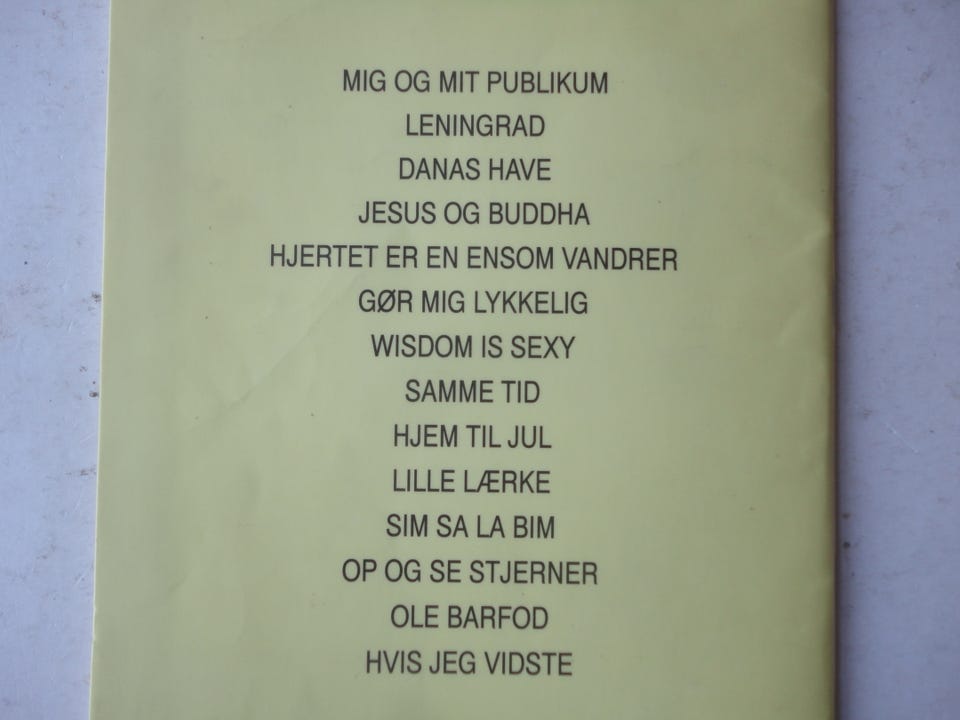 MIG OG MIT PUBLIKUM
LENINGRAD
DANAS HAVE
JESUS OG BUDDHA
HJERTET ER EN ENSOM VANDRER
GØR MIG LYKKELIG
WISDOM IS SEXY
SAMME TID
HJEM TIL JUL
LILLE LÆRKE
SIM SA LA BIM
OP OG SE STJERNER
OLE BARFOD
HVIS JEG VIDSTE